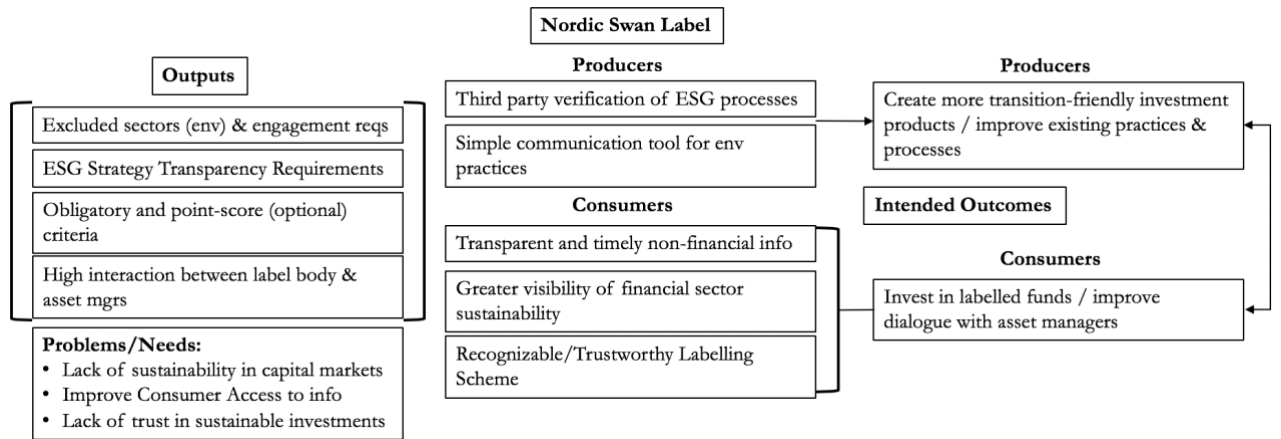 Nordic Swan Label
Outputs
Excluded sectors (env) & engagement reqs
ESG Strategy Transparency Requirements
Obligatory and point-score (optional)
criteria
High interaction between label body &
asset mgrs
Problems/Needs:
• Lack of sustainability in capital markets
• Improve Consumer Access to info
• Lack of trust in sustainable investments
Producers
Third party verification of ESG processes
Simple communication tool for env
practices
Consumers
Transparent and timely non-financial info
Greater visibility of financial sector
sustainability
Recognizable/Trustworthy Labelling
Scheme
Producers
Create more transition-friendly investment
products / improve existing practices &
processes
Intended Outcomes
Consumers
Invest in labelled funds / improve
dialogue with asset managers